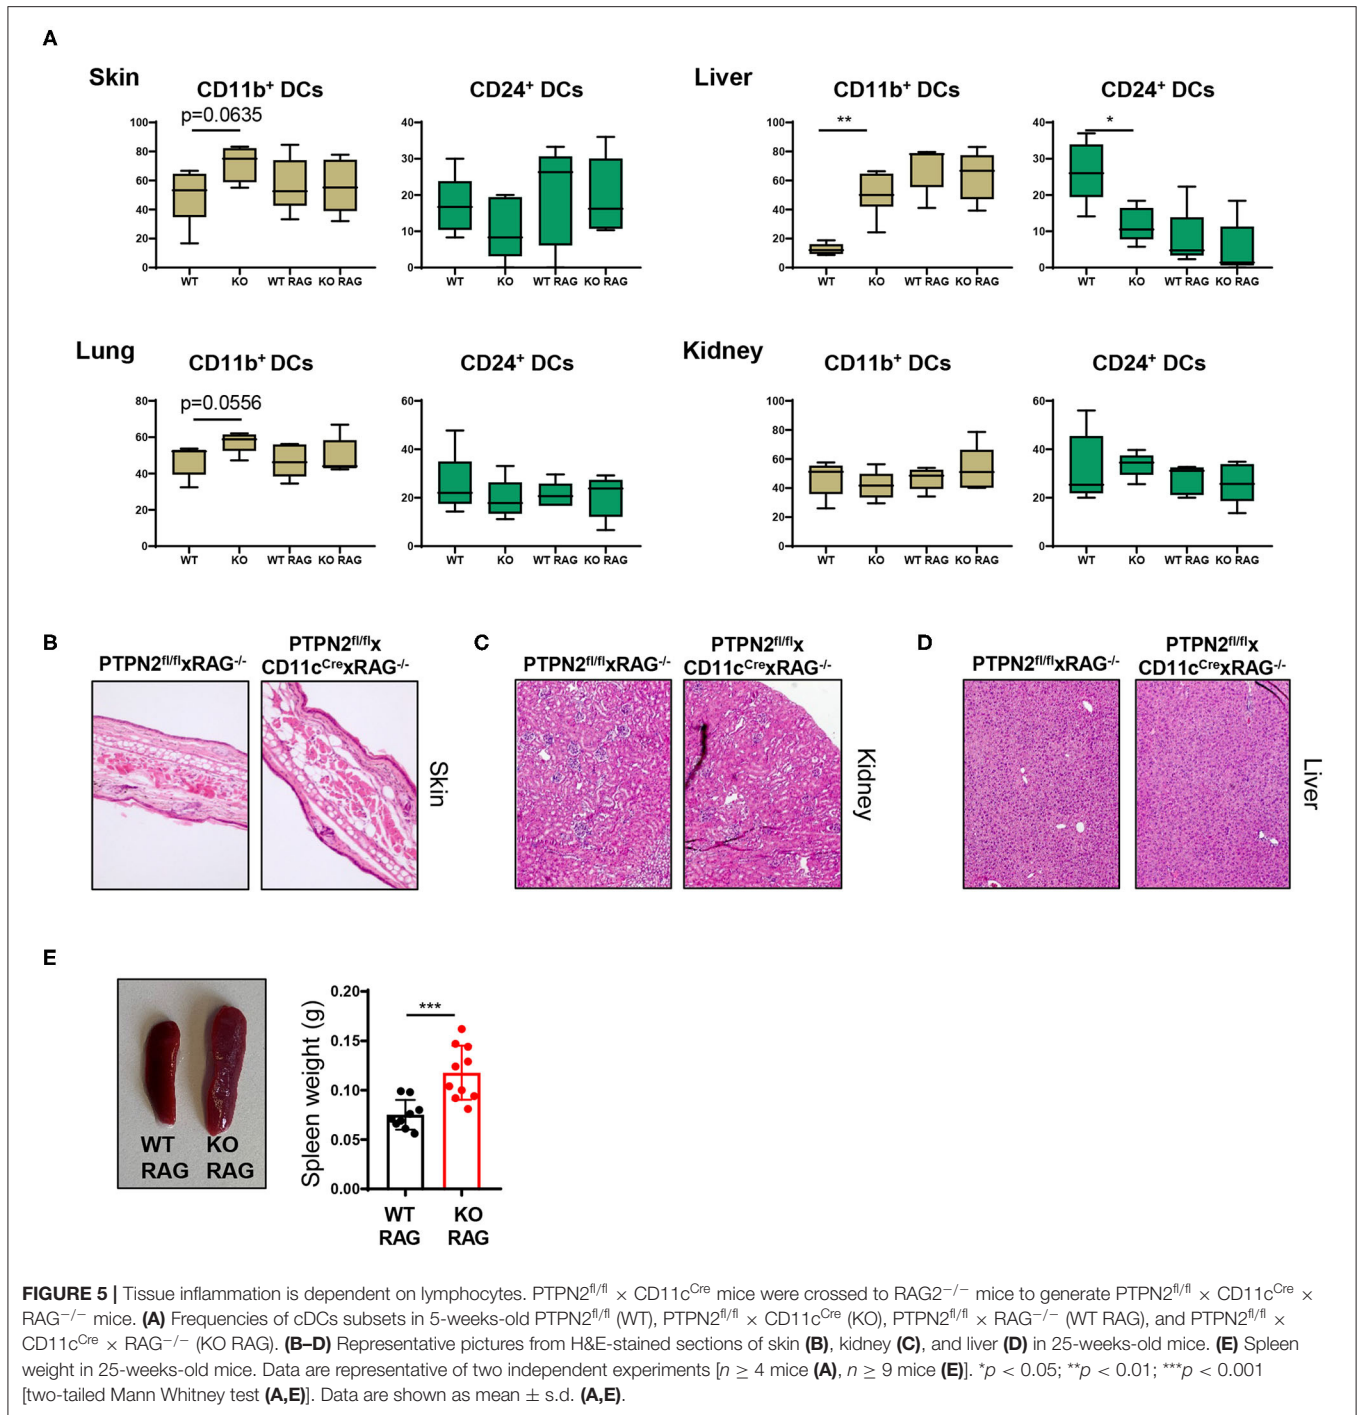 A
Skin
CD11b⁺ DCs
p=0.0635
100
80
60
40
20
0
WT KO WT RAG KO RAG
CD24⁺ DCs
40
30
20
10
0
WT KO WT RAG KO RAG
Liver
CD11b⁺ DCs
**
100
80
60
40
20
0
WT KO WT RAG KO RAG
CD24⁺ DCs
*
40
30
20
10
0
WT KO WT RAG KO RAG
Lung
CD11b⁺ DCs
p=0.0556
80
60
40
20
0
WT KO WT RAG KO RAG
CD24⁺ DCs
60
40
20
0
WT KO WT RAG KO RAG
Kidney
CD11b⁺ DCs
100
80
60
40
20
0
WT KO WT RAG KO RAG
CD24⁺ DCs
60
40
20
0
WT KO WT RAG KO RAG
B
PTPN2fl/flxRAG-/-
PTPN2fl/flx
CD11cCrexRAG-/-
Skin
C
PTPN2fl/flxRAG-/-
PTPN2fl/flx
CD11cCrexRAG-/-
Kidney
D
PTPN2fl/flxRAG-/-
PTPN2fl/flx
CD11cCrexRAG-/-
Liver
E
WT KO
RAG RAG
Spleen weight (g)
***
0.20
0.15
0.10
0.05
0.00
WT KO
RAG RAG
FIGURE 5 | Tissue inflammation is dependent on lymphocytes. PTPN2fl/fl × CD11cCre mice were crossed to RAG2−/− mice to generate PTPN2fl/fl × CD11cCre ×
RAG−/− mice. (A) Frequencies of cDCs subsets in 5-weeks-old PTPN2fl/fl (WT), PTPN2fl/fl × CD11cCre (KO), PTPN2fl/fl × RAG−/− (WT RAG), and PTPN2fl/fl ×
CD11cCre × RAG−/− (KO RAG). (B–D) Representative pictures from H&E-stained sections of skin (B), kidney (C), and liver (D) in 25-weeks-old mice. (E) Spleen
weight in 25-weeks-old mice. Data are representative of two independent experiments [n ≥ 4 mice (A), n ≥ 9 mice (E)]. *p < 0.05; **p < 0.01; ***p < 0.001
[two-tailed Mann Whitney test (A,E)]. Data are shown as mean ± s.d. (A,E).